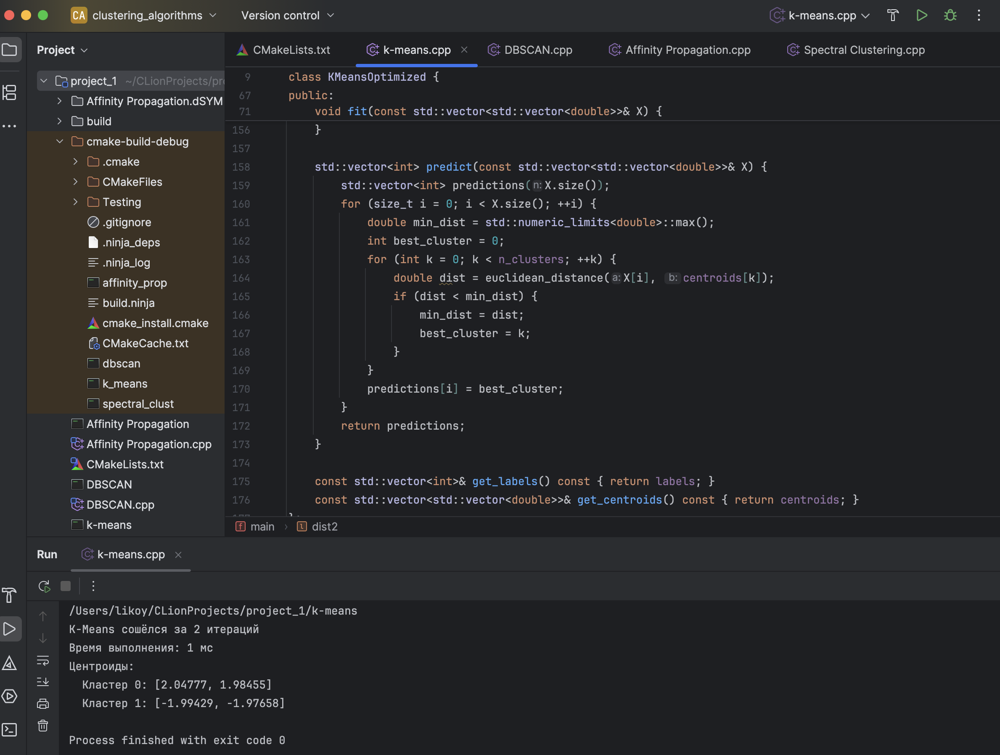 CA clustering_algorithms Version control k-means.cpp
Project
project_1 ~/CLionProjects/pro
Affinity Propagation.dSYM
build
cmake-build-debug
.cmake
CMakeFiles
Testing
.gitignore
.ninja_deps
.ninja_log
affinity_prop
build.ninja
cmake_install.cmake
CMakeCache.txt
dbscan
k_means
spectral_clust
Affinity Propagation
Affinity Propagation.cpp
CMakeLists.txt
DBSCAN
DBSCAN.cpp
k-means
CMakeLists.txt k-means.cpp DBSCAN.cpp Affinity Propagation.cpp Spectral Clustering.cpp
9 class KMeansOptimized {
67 public:
71 void fit(const std::vector<std::vector<double>>& X) {
156 }
157
158 std::vector<int> predict(const std::vector<std::vector<double>>& X) {
159 std::vector<int> predictions( n: X.size());
160 for (size_t i = 0; i < X.size(); ++i) {
161 double min_dist = std::numeric_limits<double>::max();
162 int best_cluster = 0;
163 for (int k = 0; k < n_clusters; ++k) {
164 double dist = euclidean_distance( a: X[i], b: centroids[k]);
165 if (dist < min_dist) {
166 min_dist = dist;
167 best_cluster = k;
168 }
169 }
170 predictions[i] = best_cluster;
171 }
172 return predictions;
173 }
174
175 const std::vector<int>& get_labels() const { return labels; }
176 const std::vector<std::vector<double>>& get_centroids() const { return centroids; }
f main › l dist2
Run k-means.cpp
/Users/likoy/CLionProjects/project_1/k-means
K-Means сошёлся за 2 итераций
Время выполнения: 1 мс
Центроиды:
Кластер 0: [2.04777, 1.98455]
Кластер 1: [-1.99429, -1.97658]
Process finished with exit code 0